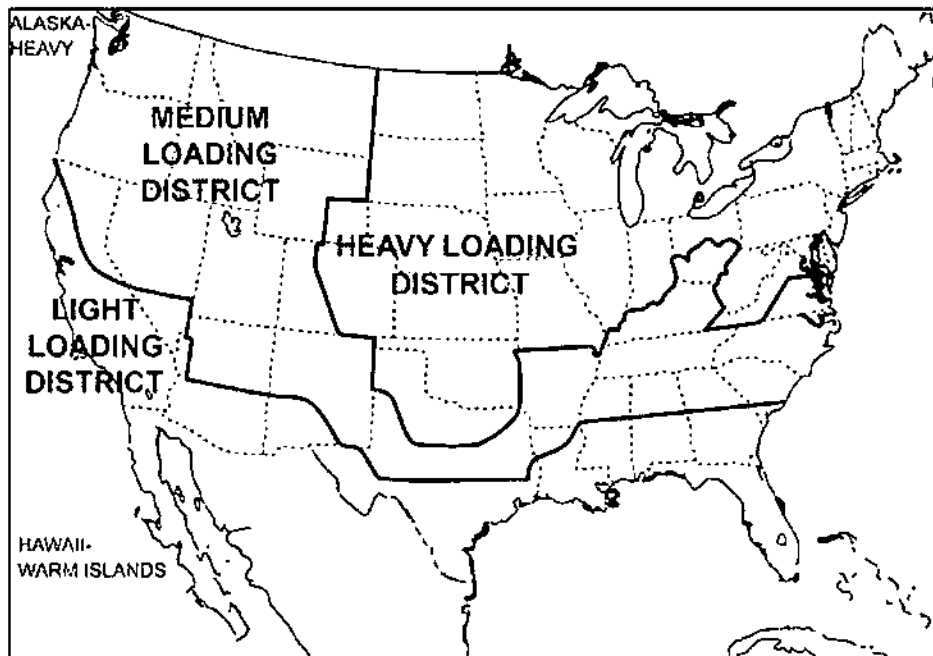 ALASKA-
HEAVY
MEDIUM
LOADING
DISTRICT
HEAVY LOADING
DISTRICT
LIGHT
LOADING
DISTRICT
HAWAII-
WARM ISLANDS